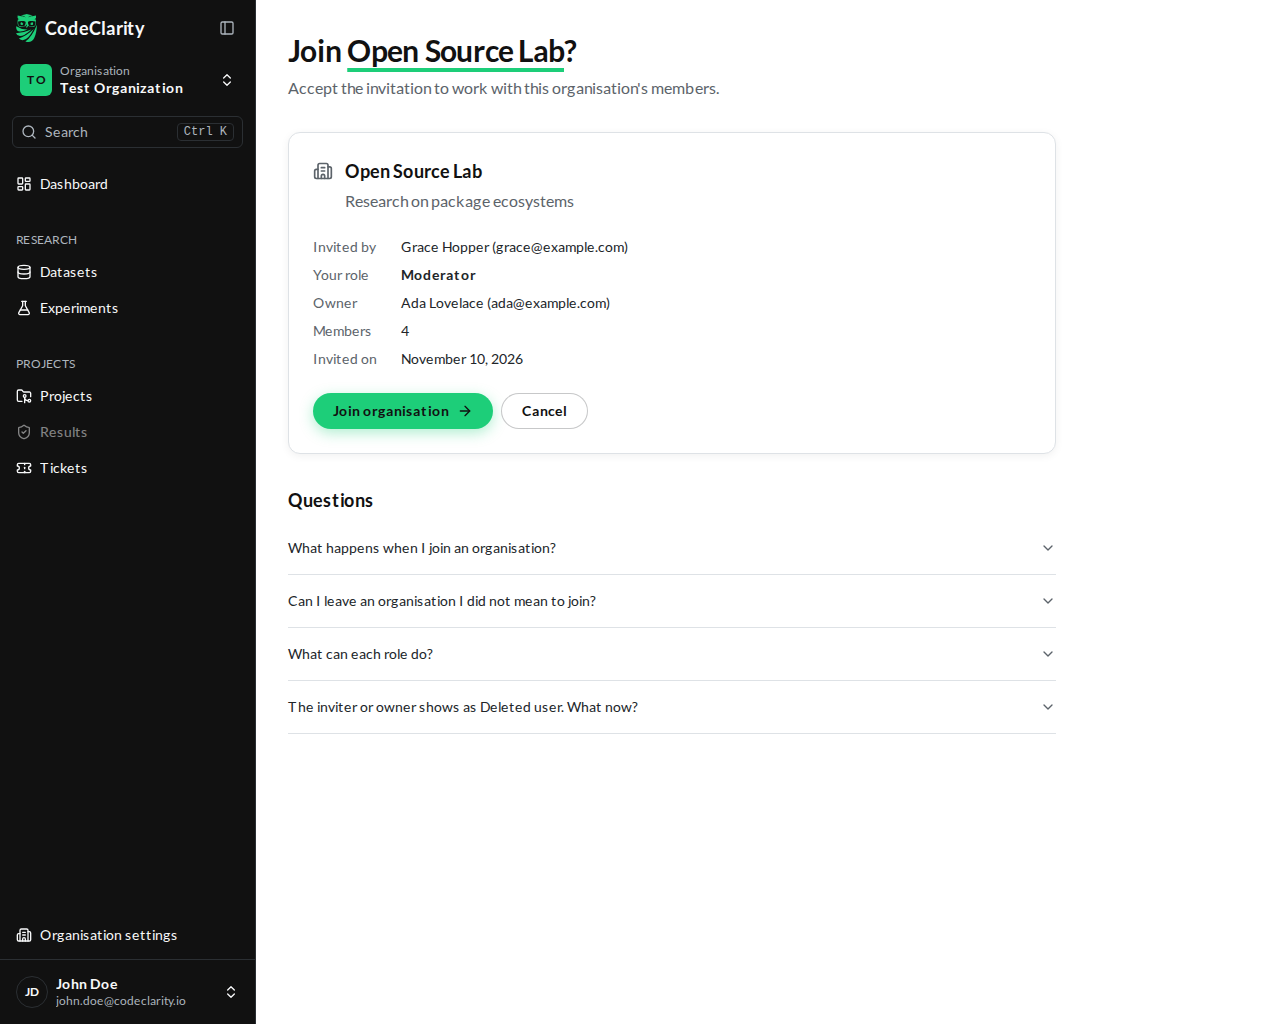 CodeClarity
TO
Organisation
Test Organization
Search
Ctrl K
Dashboard
RESEARCH
Datasets
Experiments
PROJECTS
Projects
Results
Tickets
Organisation settings
JD
John Doe
john.doe@codeclarity.io
Join Open Source Lab?
Accept the invitation to work with this organisation's members.
Open Source Lab
Research on package ecosystems
Invited by Grace Hopper (grace@example.com)
Your role Moderator
Owner Ada Lovelace (ada@example.com)
Members 4
Invited on November 10, 2026
Join organisation
Cancel
Questions
What happens when I join an organisation?
Can I leave an organisation I did not mean to join?
What can each role do?
The inviter or owner shows as Deleted user. What now?